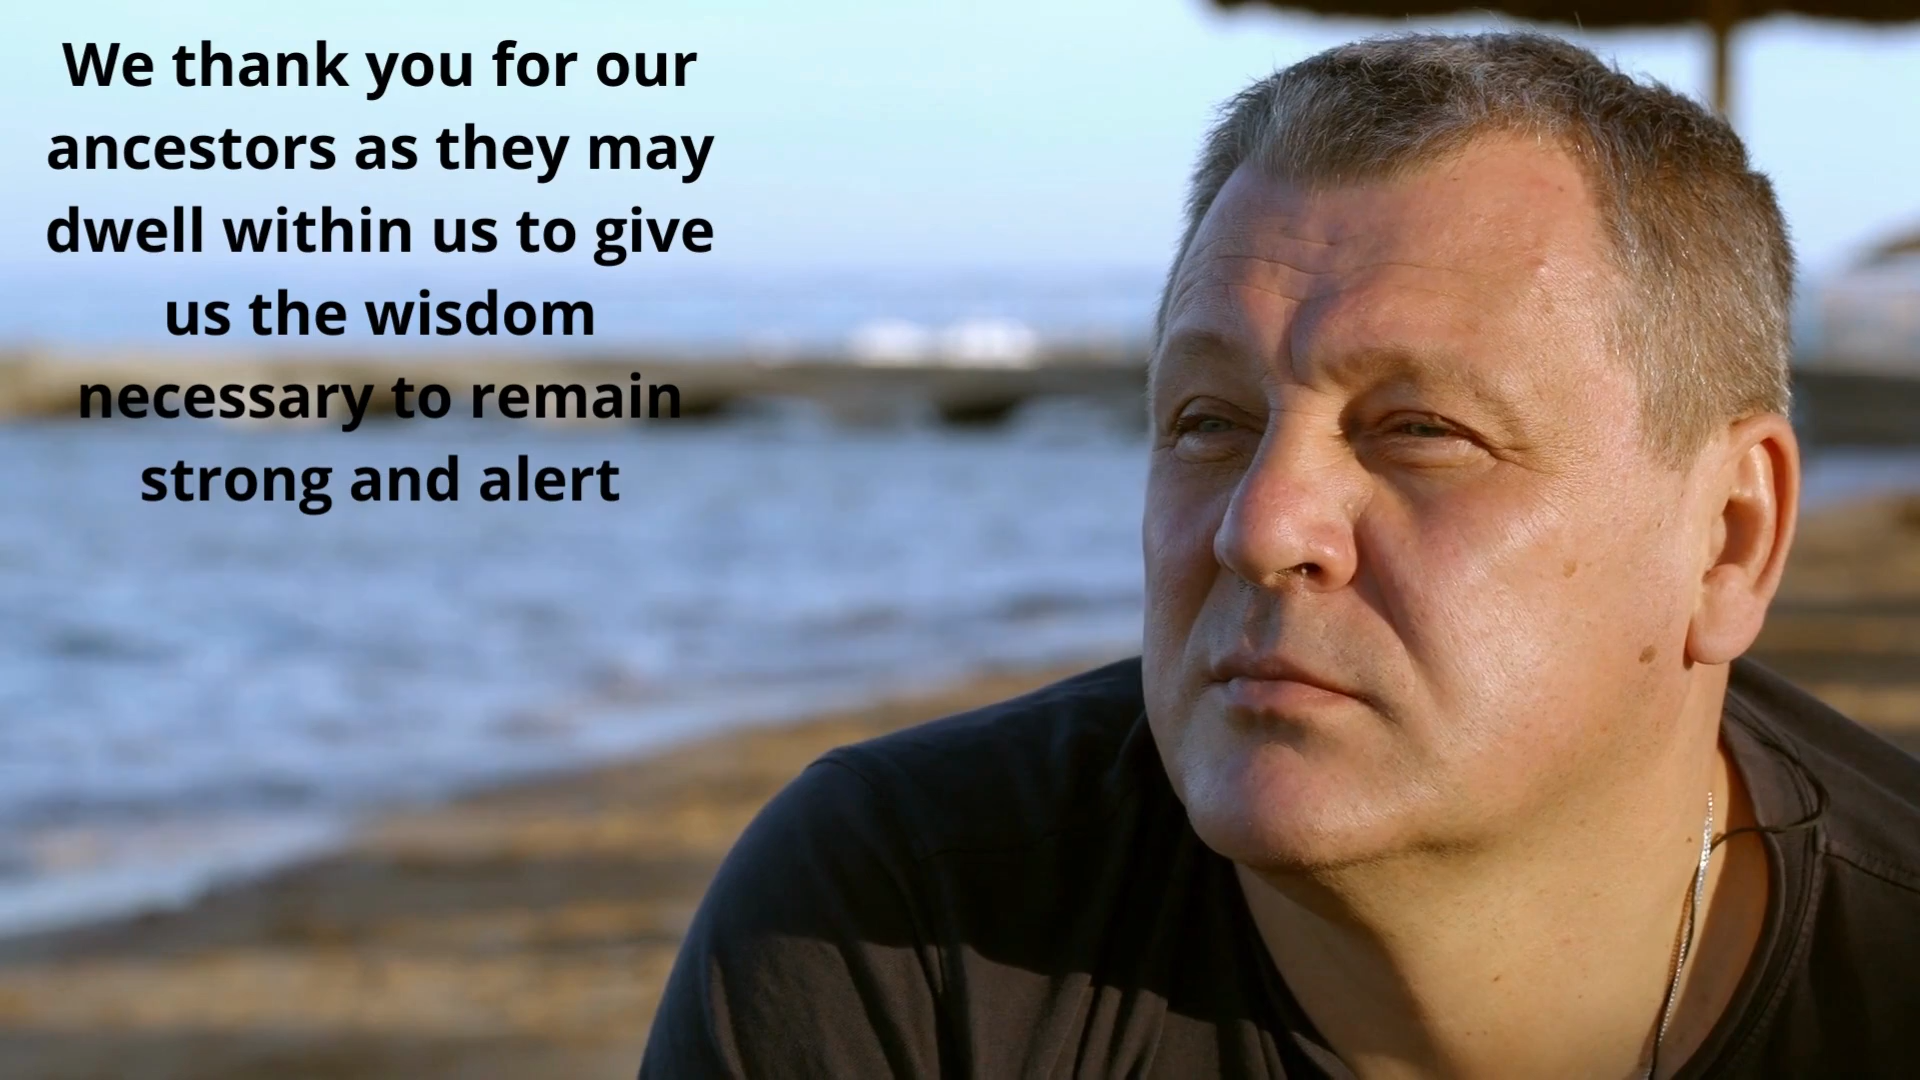 We thank you for our
ancestors as they may
dwell within us to give
us the wisdom
necessary to remain
strong and alert